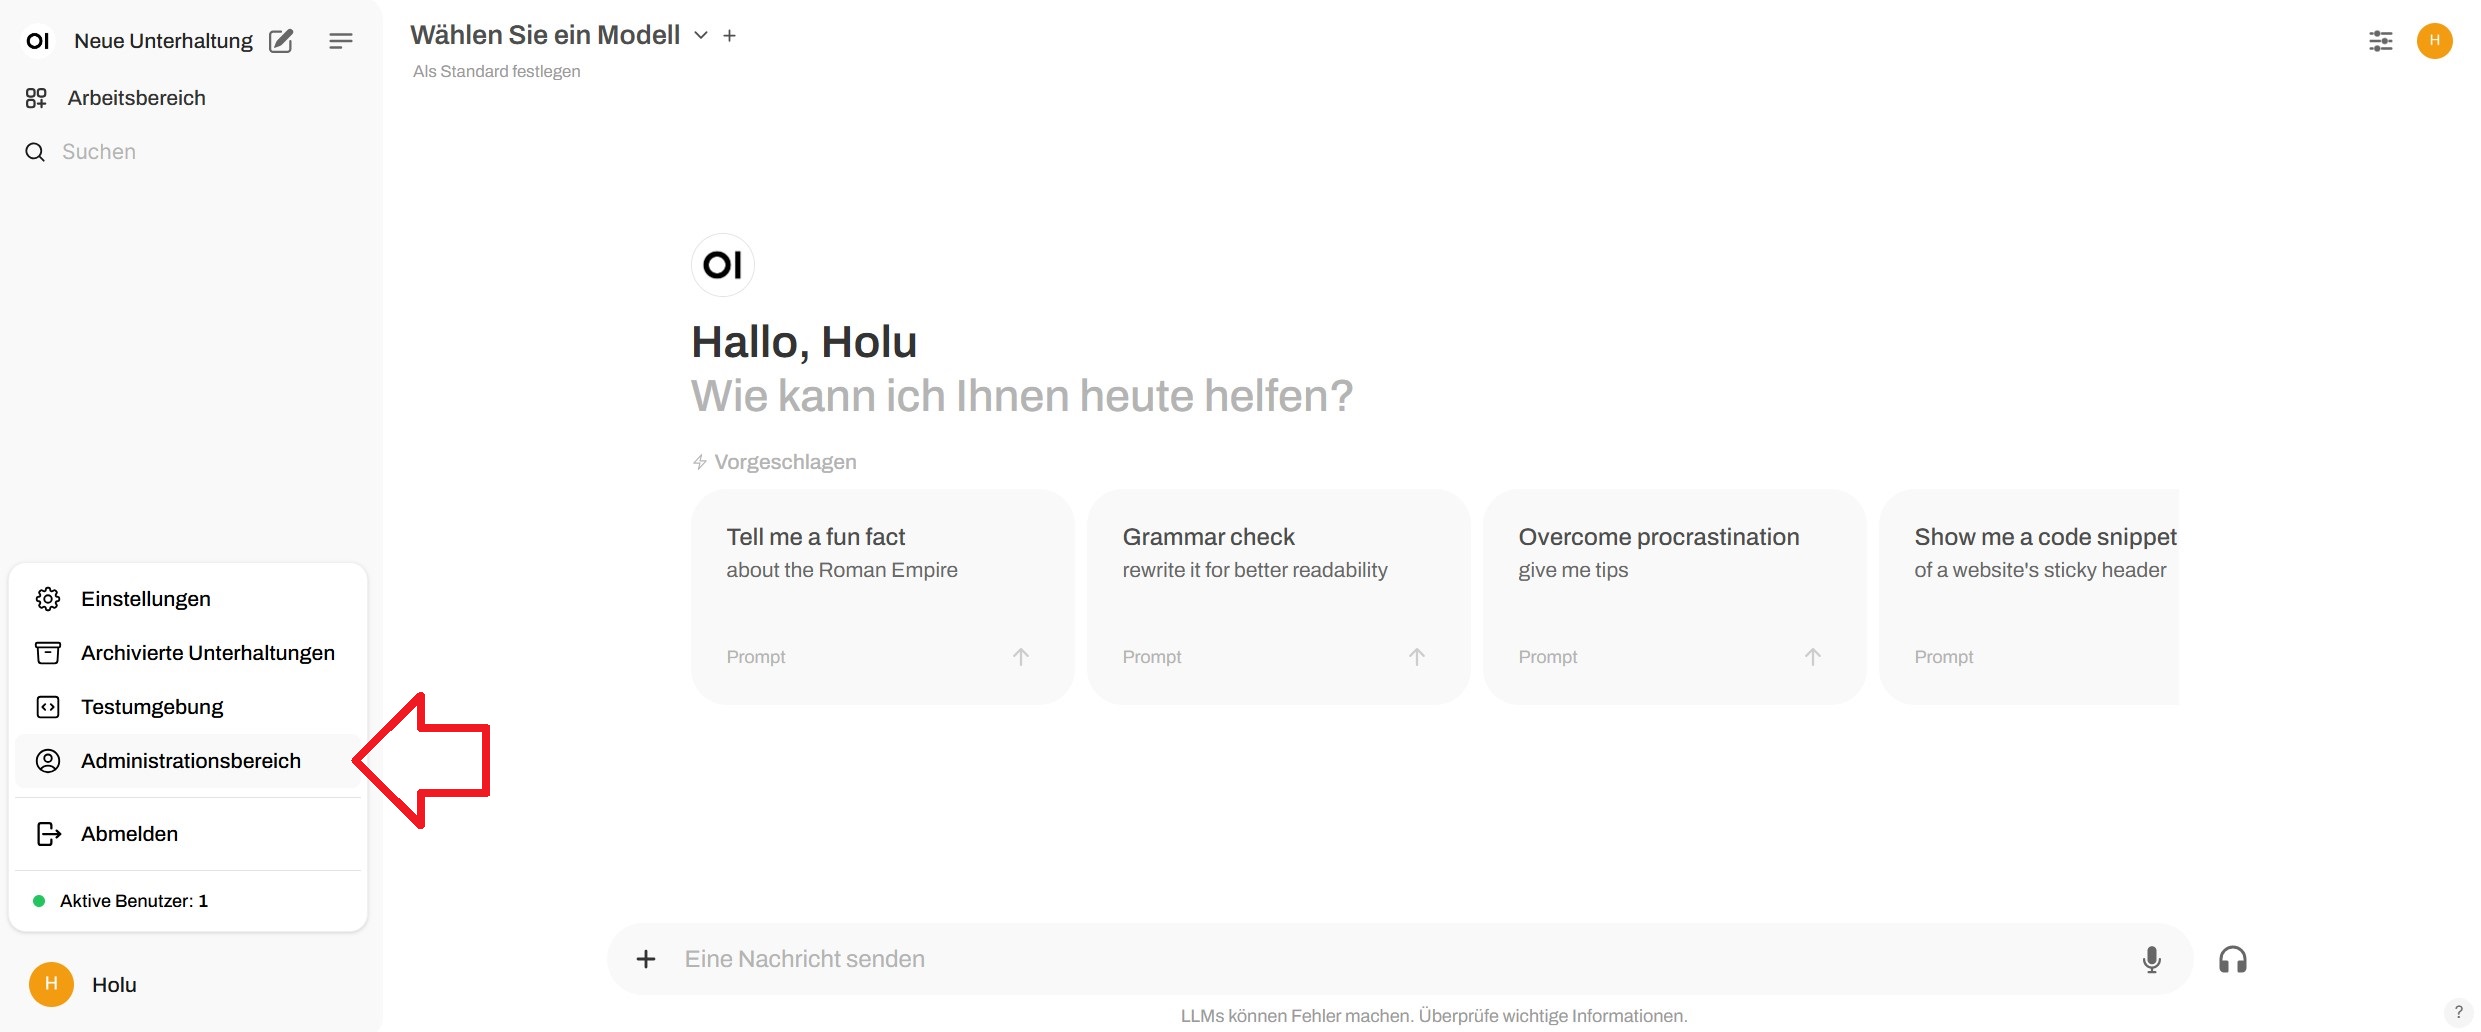 OI Neue Unterhaltung
Arbeitsbereich
Suchen
Einstellungen
Archivierte Unterhaltungen
Testumgebung
Administrationsbereich
Abmelden
Aktive Benutzer: 1
H Holu
Wählen Sie ein Modell
Als Standard festlegen
H
OI
Hallo, Holu
Wie kann ich Ihnen heute helfen?
Vorgeschlagen
Tell me a fun fact
about the Roman Empire
Prompt
Grammar check
rewrite it for better readability
Prompt
Overcome procrastination
give me tips
Prompt
Show me a code snippet
of a website's sticky header
Prompt
Eine Nachricht senden
LLMs können Fehler machen. Überprüfe wichtige Informationen.
?